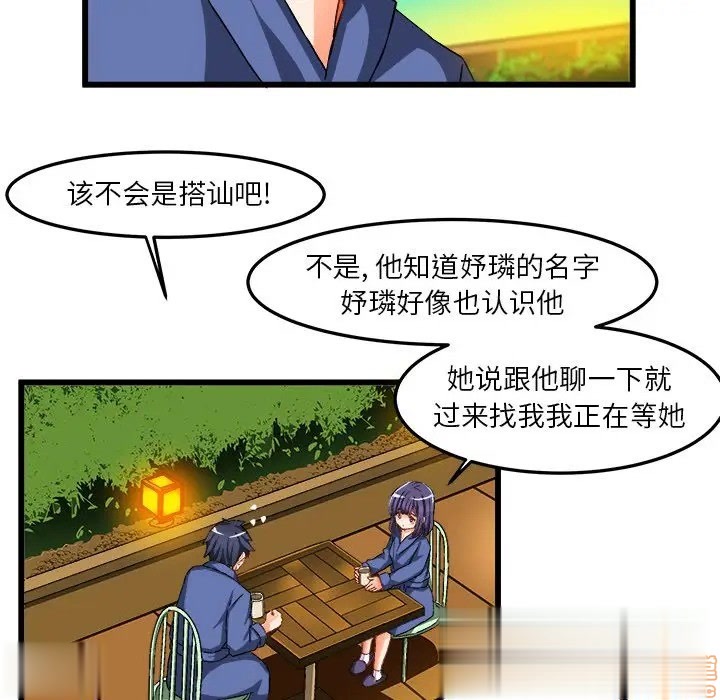 该不会是搭讪吧!
不是, 他知道妤璘的名字
妤璘好像也认识他
她说跟他聊一下就
过来找我我正在等她